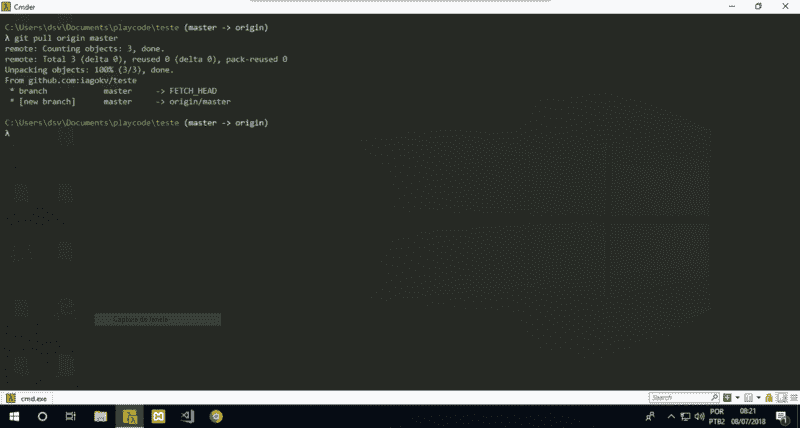 Cmder
C:\Users\dsv\Documents\playcode\teste (master -> origin)
λ git pull origin master
remote: Counting objects: 3, done.
remote: Total 3 (delta 0), reused 0 (delta 0), pack-reused 0
Unpacking objects: 100% (3/3), done.
From github.com:iagokv/teste
 * branch            master     -> FETCH_HEAD
 * [new branch]      master     -> origin/master
C:\Users\dsv\Documents\playcode\teste (master -> origin)
λ
Captura de
cmd.exe
Search
POR
08:21
PTB2
08/07/2018
1